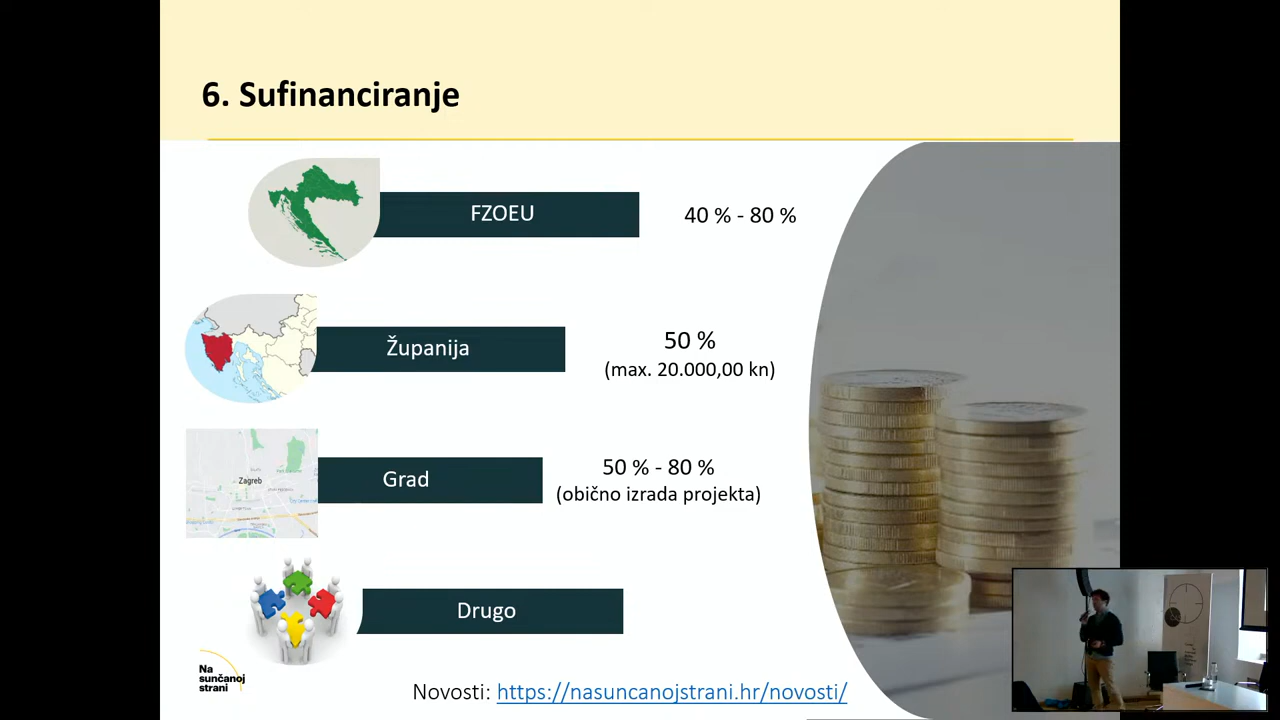 6. Sufinanciranje
FZOEU
40 % - 80 %
Županija
50 %
(max. 20.000,00 kn)
Zagreb
Grad
50 % - 80 %
(obično izrada projekta)
Drugo
Na
sunčanoj
strani
Novosti: https://nasuncanojstrani.hr/novosti/